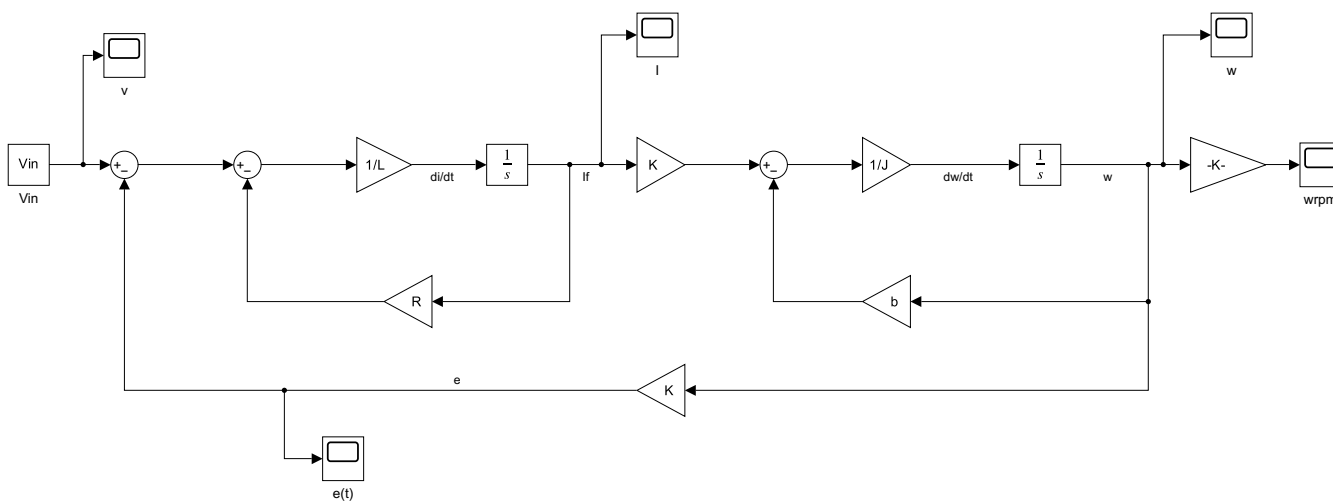 v
I
w
Vin
Vin
+
−
+
−
1/L
di/dt
1
s
If
K
+
−
1/J
dw/dt
1
s
w
-K-
wrpm
R
b
e
K
e(t)